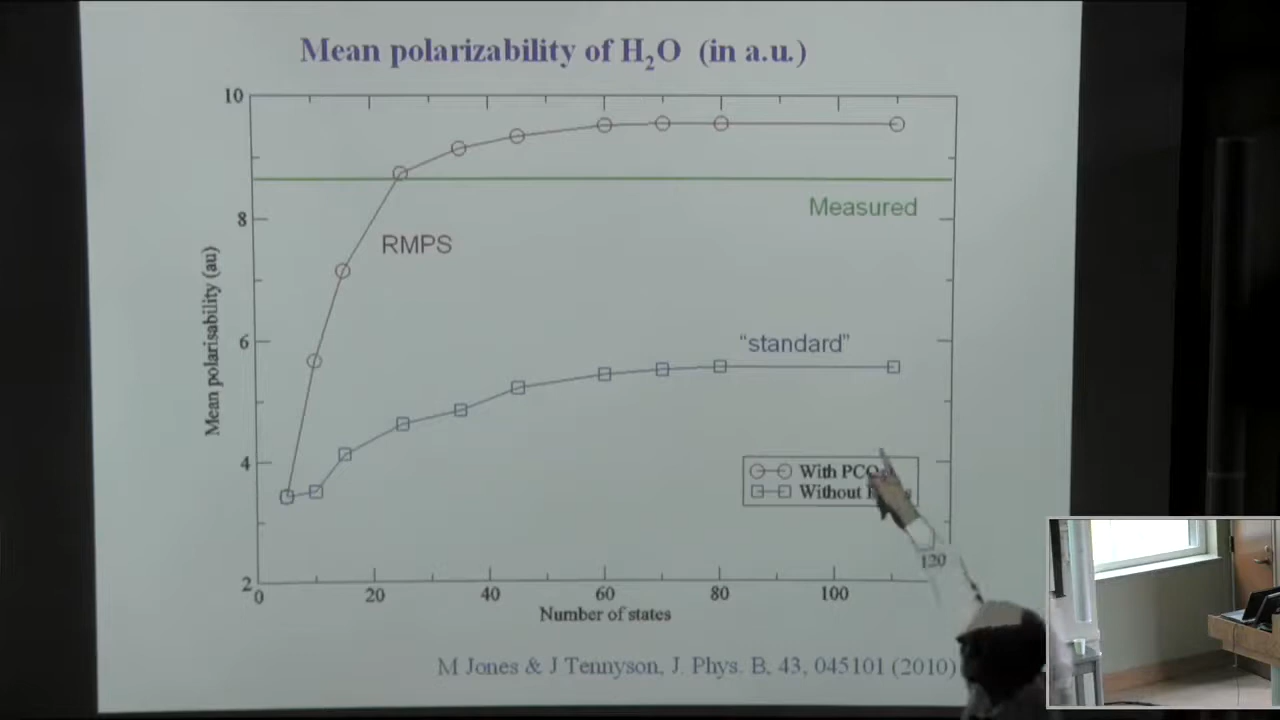 Mean polarizability of H₂O (in a.u.)
10
8
6
4
2
Mean polarisability (au)
Measured
RMPS
"standard"
With
Without
0
20
40
60
80
100
120
Number of states
M Jones & J Tennyson, J. Phys. B, 43, 045101 (2010)